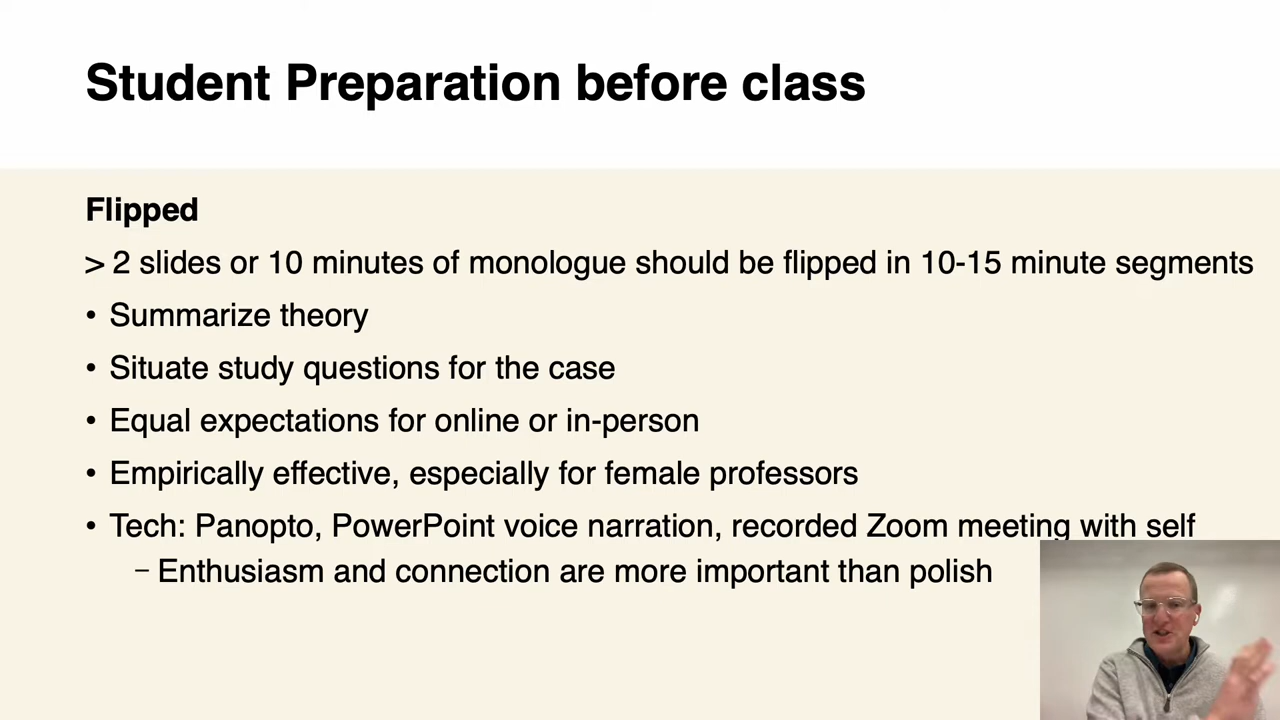 Student Preparation before class
Flipped
> 2 slides or 10 minutes of monologue should be flipped in 10-15 minute segments
• Summarize theory
• Situate study questions for the case
• Equal expectations for online or in-person
• Empirically effective, especially for female professors
• Tech: Panopto, PowerPoint voice narration, recorded Zoom meeting with self
– Enthusiasm and connection are more important than polish